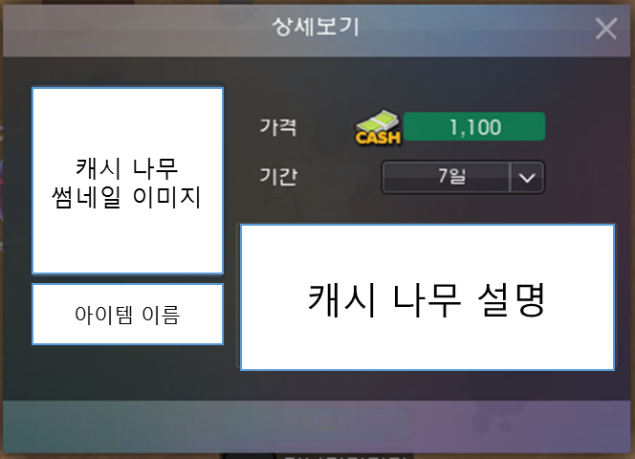 상세보기
캐시 나무
썸네일 이미지
가격
CASH
1,100
기간
7일
캐시 나무 설명
아이템 이름